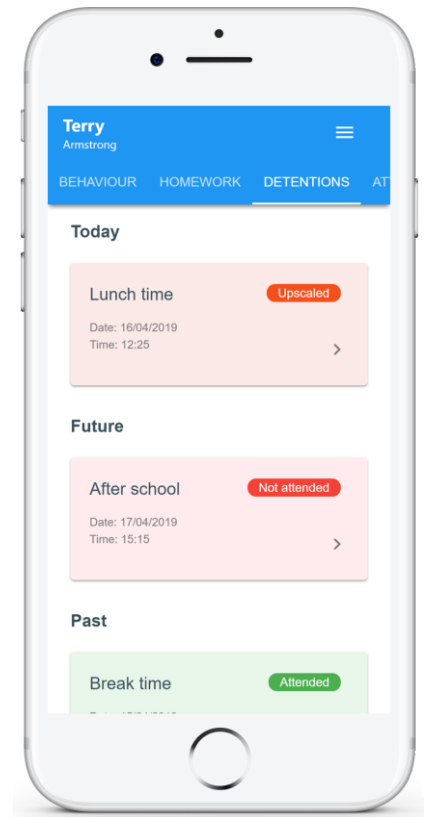 Terry
Armstrong
BEHAVIOUR HOMEWORK DETENTIONS
Today
Lunch time
Upscaled
Date: 16/04/2019
Time: 12:25
Future
After school
Not attended
Date: 17/04/2019
Time: 15:15
Past
Break time
Attended